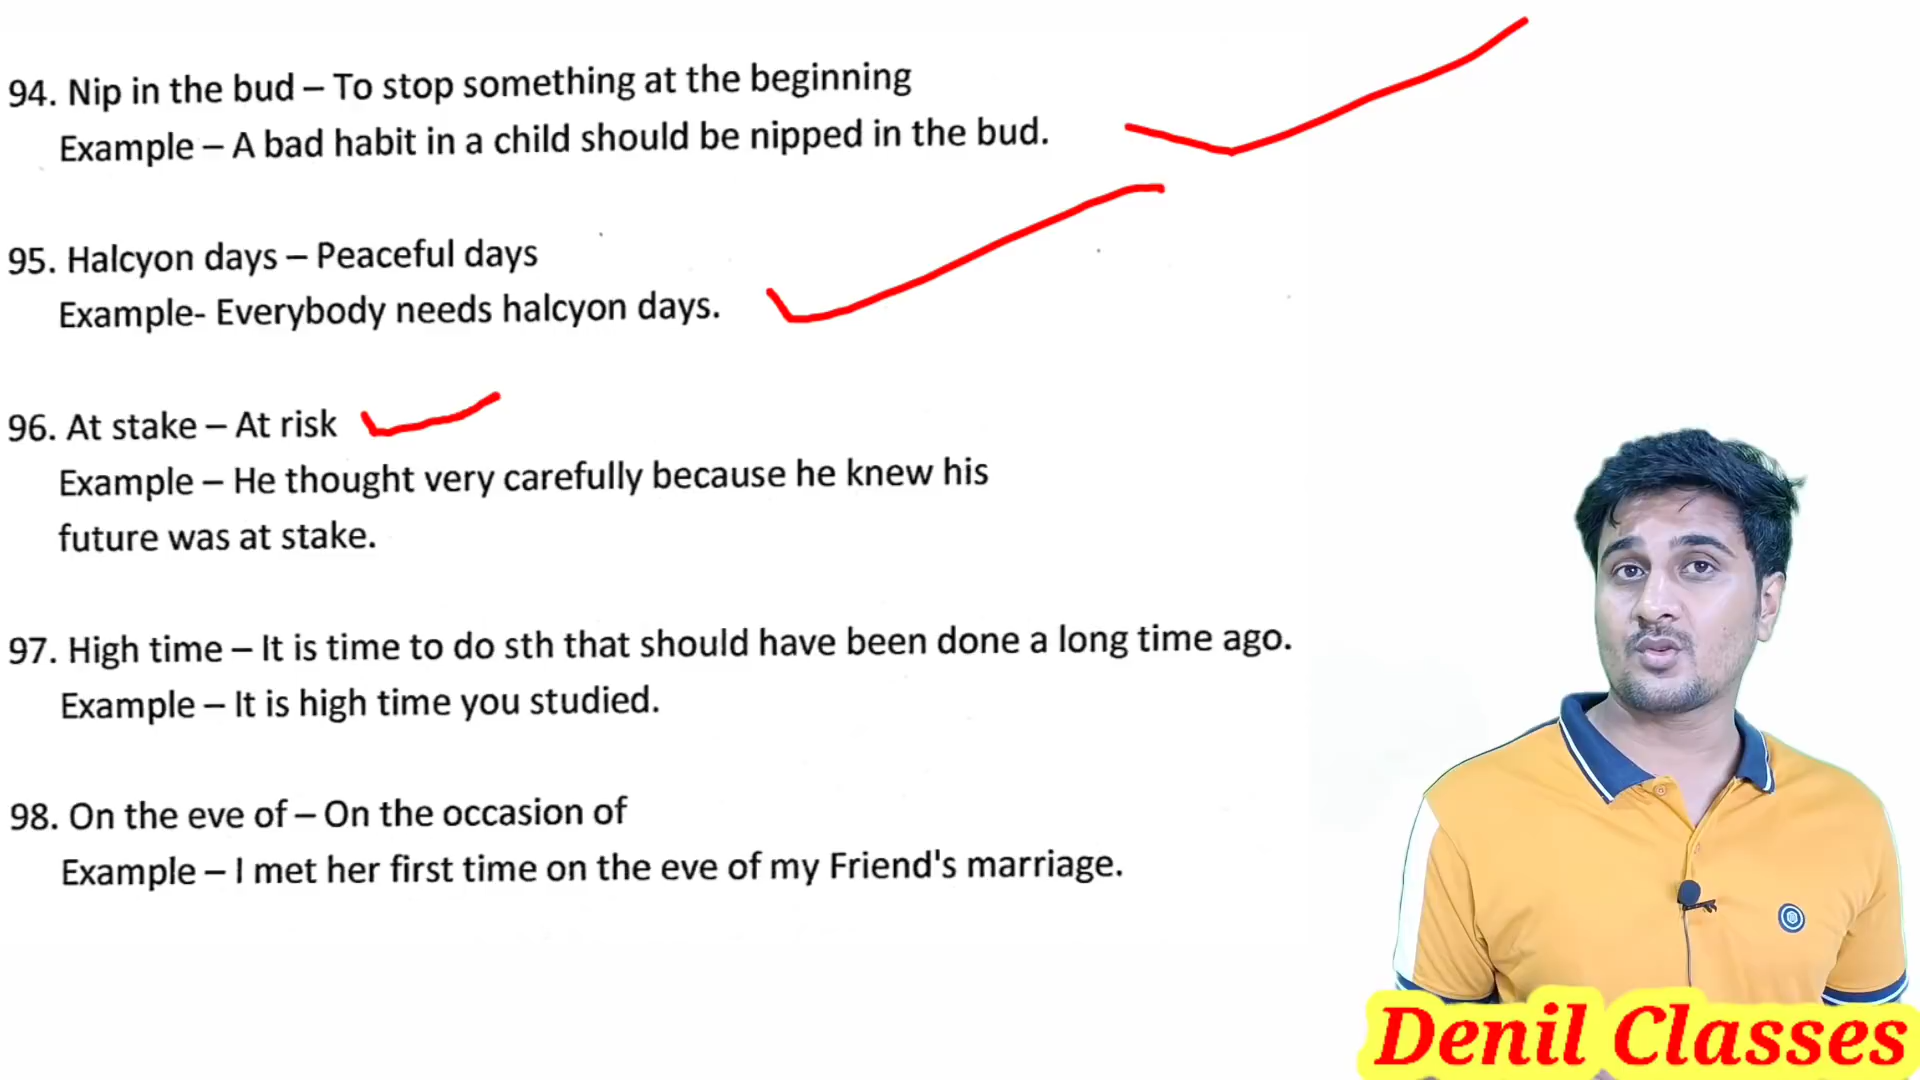 94. Nip in the bud – To stop something at the beginning
Example – A bad habit in a child should be nipped in the bud.
95. Halcyon days – Peaceful days
Example- Everybody needs halcyon days.
96. At stake – At risk
Example – He thought very carefully because he knew his
future was at stake.
97. High time – It is time to do sth that should have been done a long time ago.
Example – It is high time you studied.
98. On the eve of – On the occasion of
Example – I met her first time on the eve of my Friend's marriage.
Denil Classes